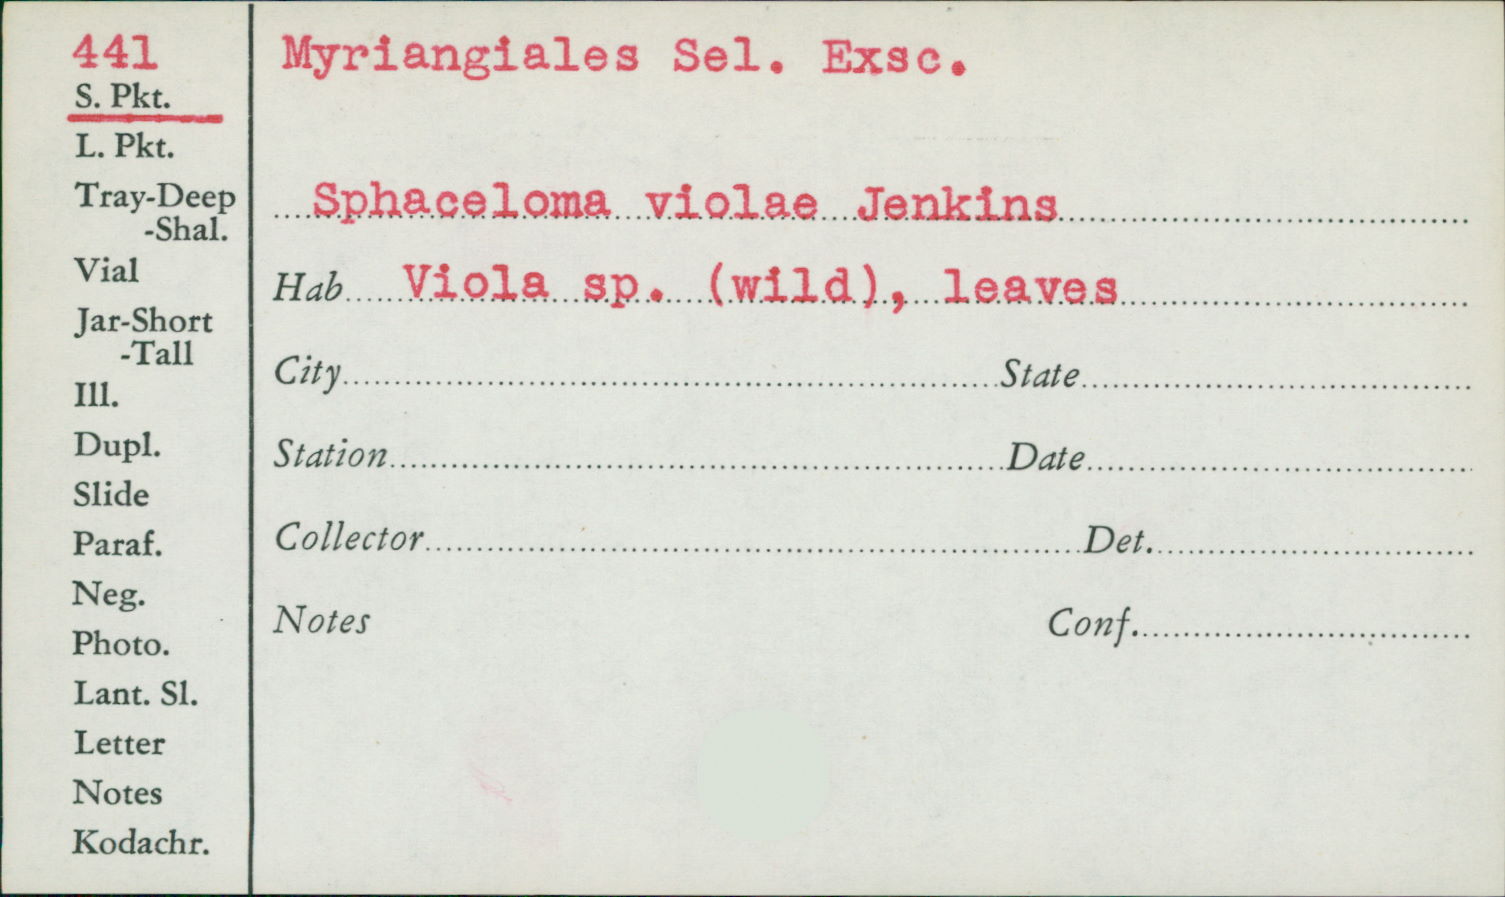 441
S. Pkt.
L. Pkt.
Tray-Deep
-Shal.
Vial
Jar-Short
-Tall
Ill.
Dupl.
Slide
Paraf.
Neg.
Photo.
Lant. Sl.
Letter
Notes
Kodachr.
Myriangiales Sel. Exsc.
Sphaceloma violae Jenkins
Hab Viola sp. (wild), leaves
City State
Station Date
Collector Det.
Notes Conf.